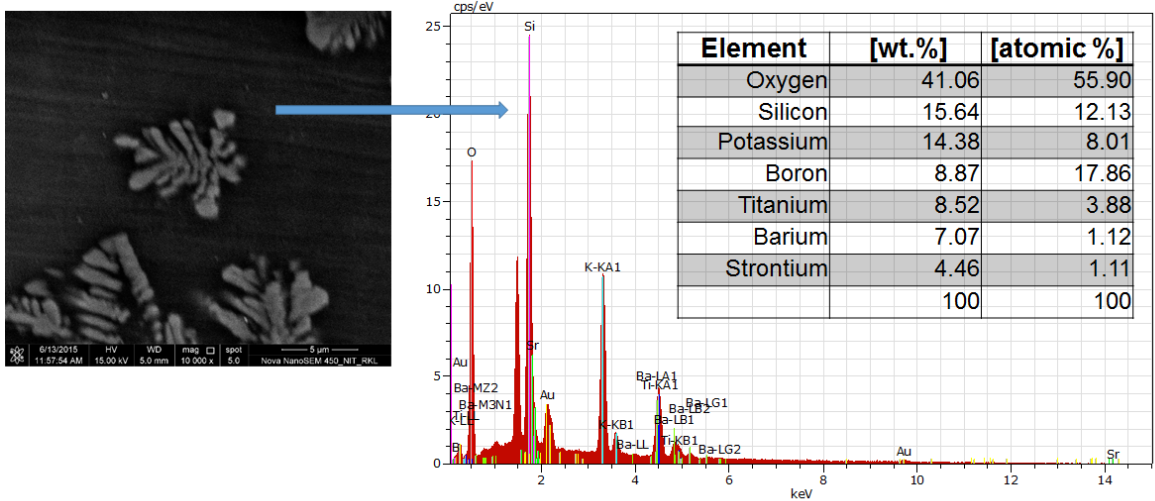 6/13/2015 HV WD mag □ spot 5 µm
11:57:54 AM 15.00 kV 5.0 mm 10 000 x 5.0 Nova NanoSEM 450_NIT_RKL
cps/eV
25
20
15
10
5
0
2
4
6
8
10
12
14
keV
Si
O
K-KA1
Sr
Au
Au
Ba-MZ2
Ba-M3N1
Ti-LL
K-LL
B
K-KB1
Ba-LL
Ba-LA1
Ti-KA1
Ba-LG1
Ba-LB2
Ba-LB1
Ti-KB1
Ba-LG2
Au
Sr
Element [wt.%] [atomic %]
Oxygen 41.06 55.90
Silicon 15.64 12.13
Potassium 14.38 8.01
Boron 8.87 17.86
Titanium 8.52 3.88
Barium 7.07 1.12
Strontium 4.46 1.11
100 100